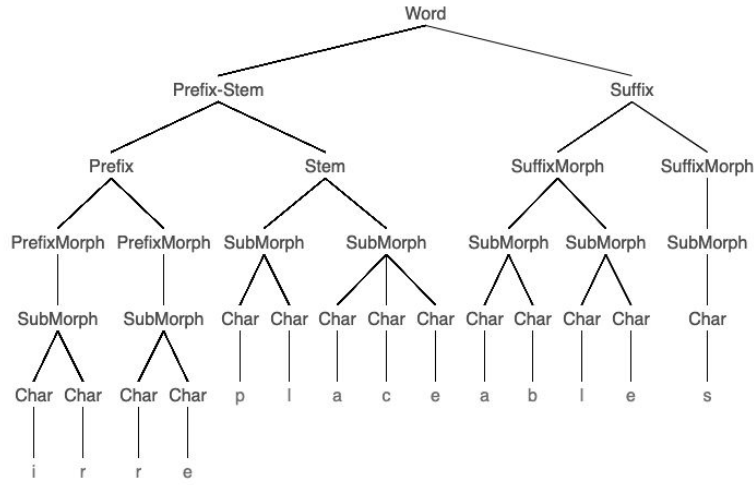 Word
Prefix-Stem Suffix
Prefix Stem SuffixMorph SuffixMorph
PrefixMorph PrefixMorph SubMorph SubMorph SubMorph SubMorph SubMorph
SubMorph SubMorph Char Char Char Char Char Char Char Char Char Char
Char Char Char Char p l a c e a b l e s
i r r e